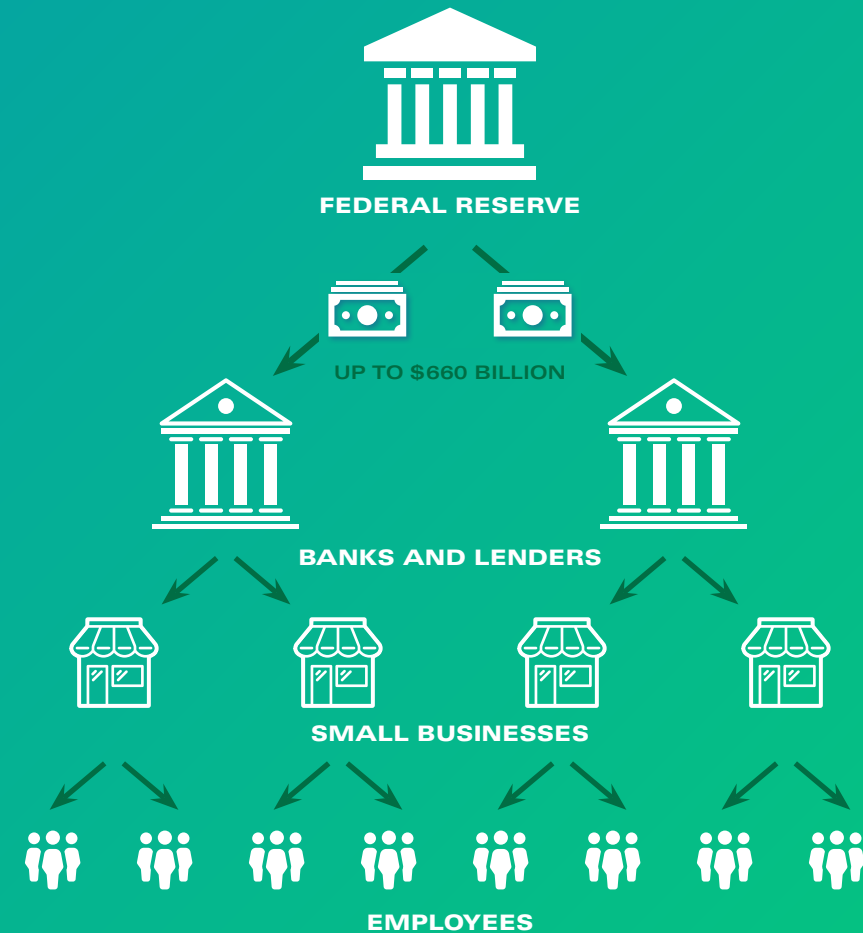 FEDERAL RESERVE
UP TO $660 BILLION
BANKS AND LENDERS
SMALL BUSINESSES
EMPLOYEES